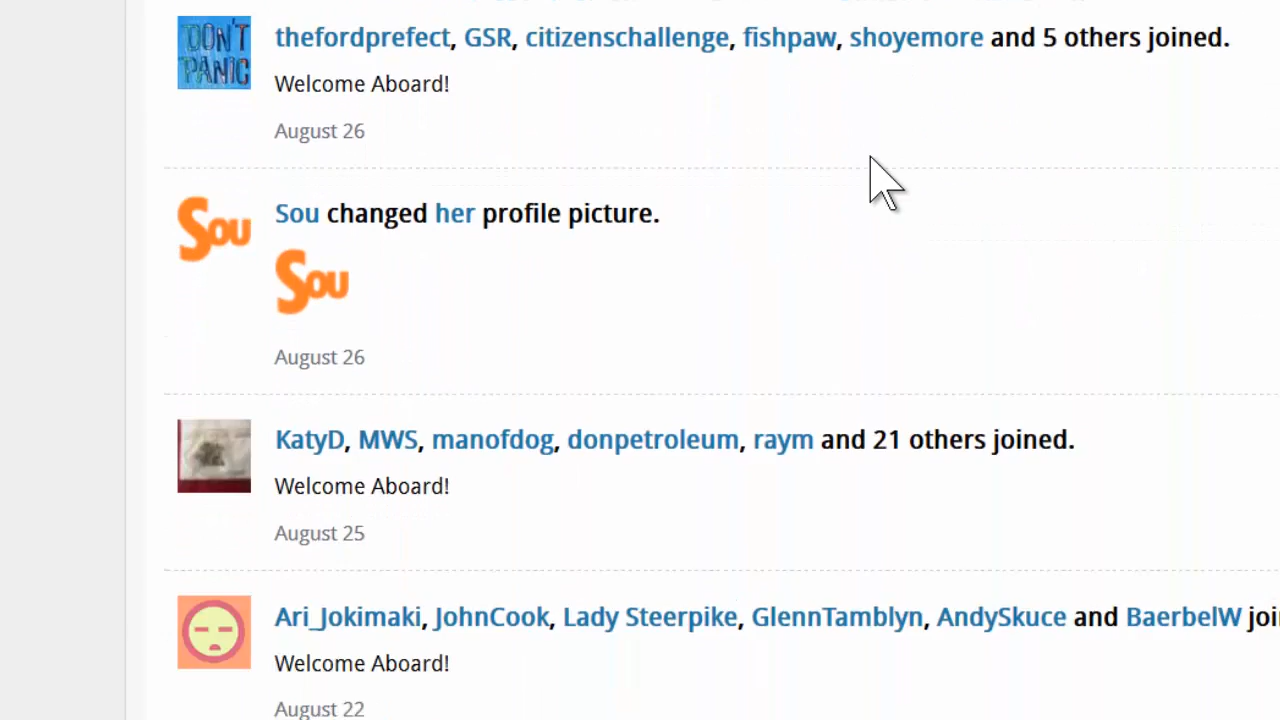 DON'T
PANIC
thefordprefect, GSR, citizenschallenge, fishpaw, shoyemore and 5 others joined.
Welcome Aboard!
August 26
Sou
Sou changed her profile picture.
Sou
August 26
KatyD, MWS, manofdog, donpetroleum, raym and 21 others joined.
Welcome Aboard!
August 25
Ari_Jokimaki, JohnCook, Lady Steerpike, GlennTamblyn, AndySkuce and BaerbelW joi
Welcome Aboard!
August 22